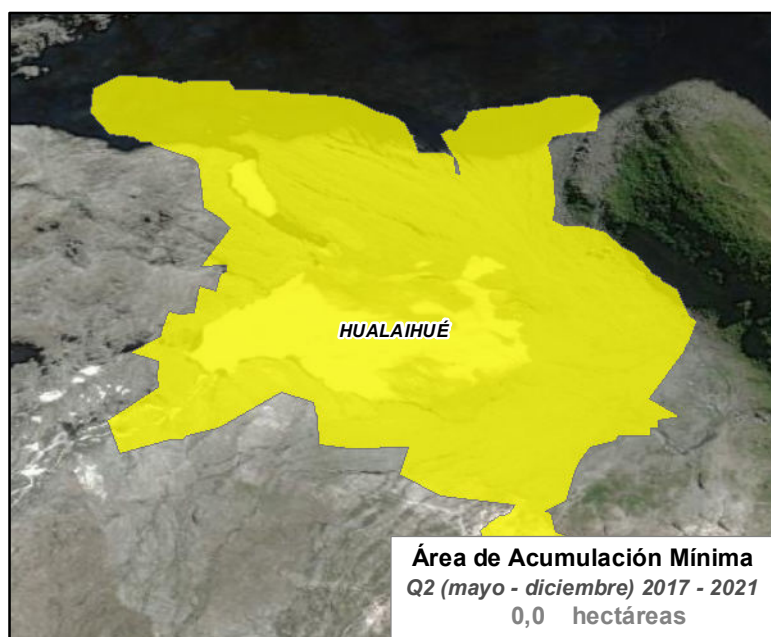 HUALAIHUÉ
Área de Acumulación Mínima
Q2 (mayo - diciembre) 2017 - 2021
0,0 hectáreas